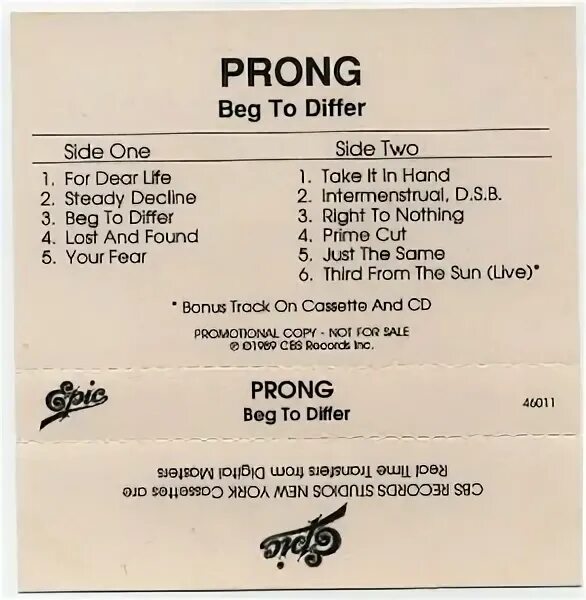 PRONG
Beg To Differ
Side One
1. For Dear Life
2. Steady Decline
3. Beg To Differ
4. Lost And Found
5. Your Fear
Side Two
1. Take It In Hand
2. Intermenstrual, D.S.B.
3. Right To Nothing
4. Prime Cut
5. Just The Same
6. Third From The Sun (Live)*
* Bonus Track On Cassette And CD
PROMOTIONAL COPY - NOT FOR SALE
℗ ©1989 CBS Records Inc.
Epic
PRONG
Beg To Differ
46011
CBS RECORDS STUDIOS NEW YORK Cassettes are
Real Time Transfers from Digital Masters
Epic